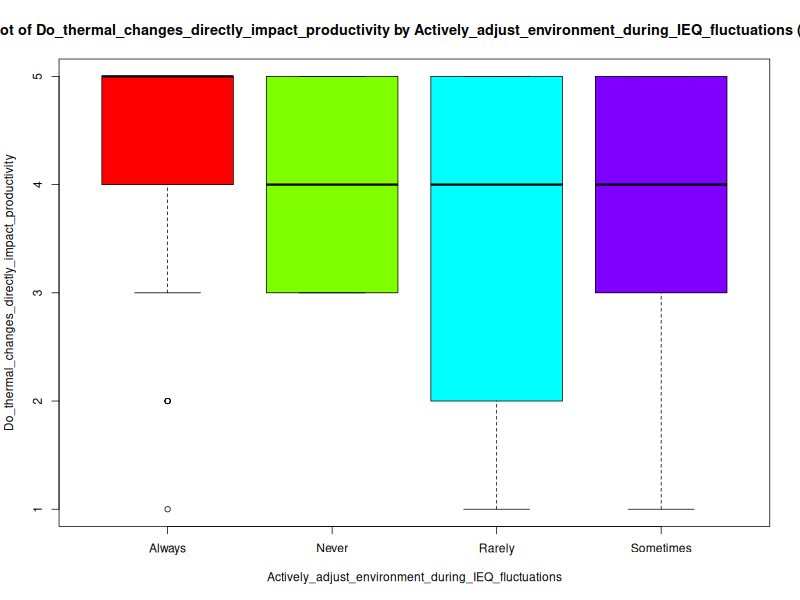 ot of Do_thermal_changes_directly_impact_productivity by Actively_adjust_environment_during_IEQ_fluctuations (
Do_thermal_changes_directly_impact_productivity
5
4
3
2
1
Always Never Rarely Sometimes
Actively_adjust_environment_during_IEQ_fluctuations